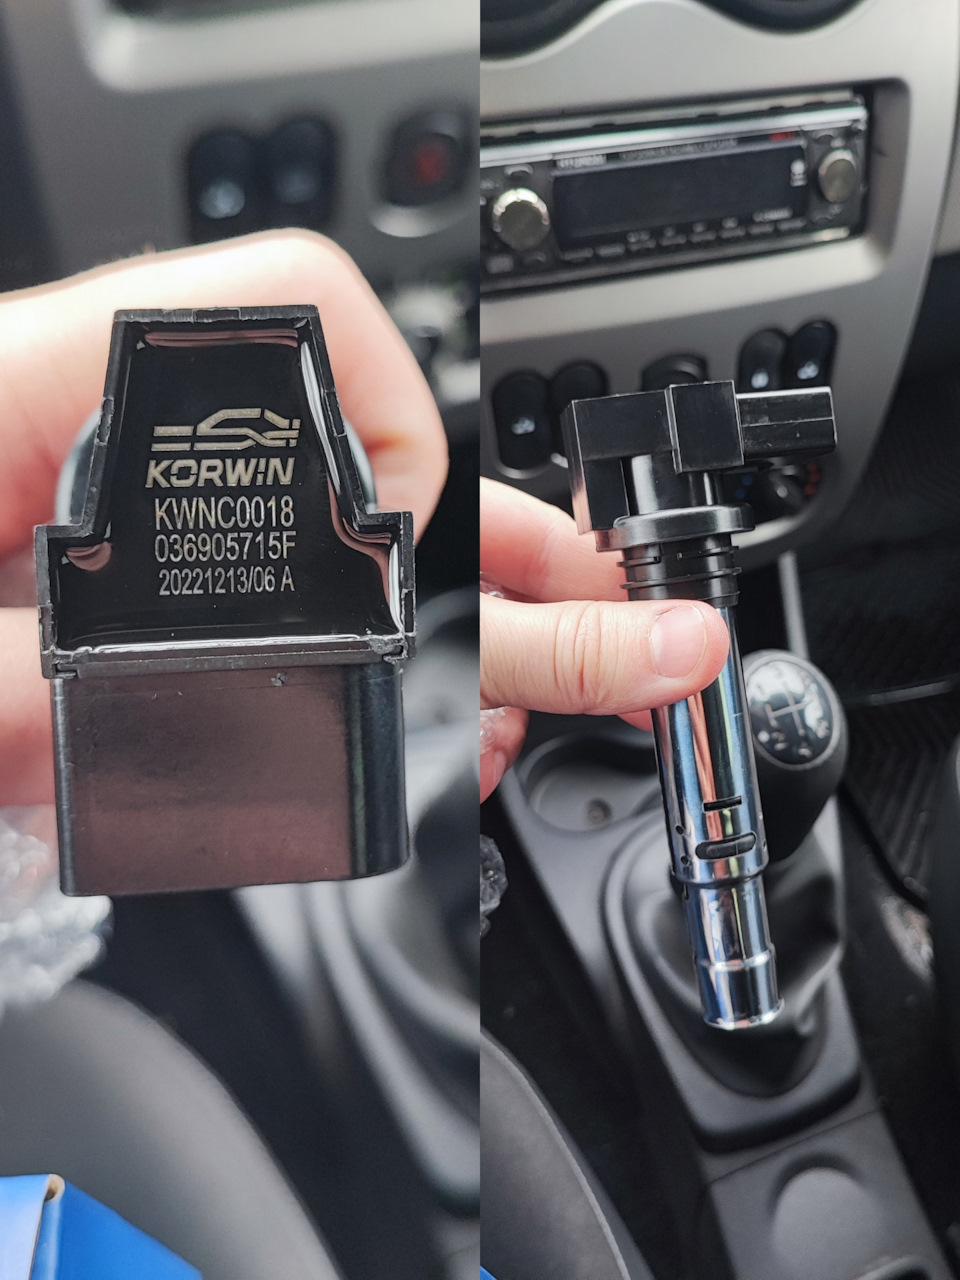 KORWIN
KWNC0018
036905715F
20221213/06 A